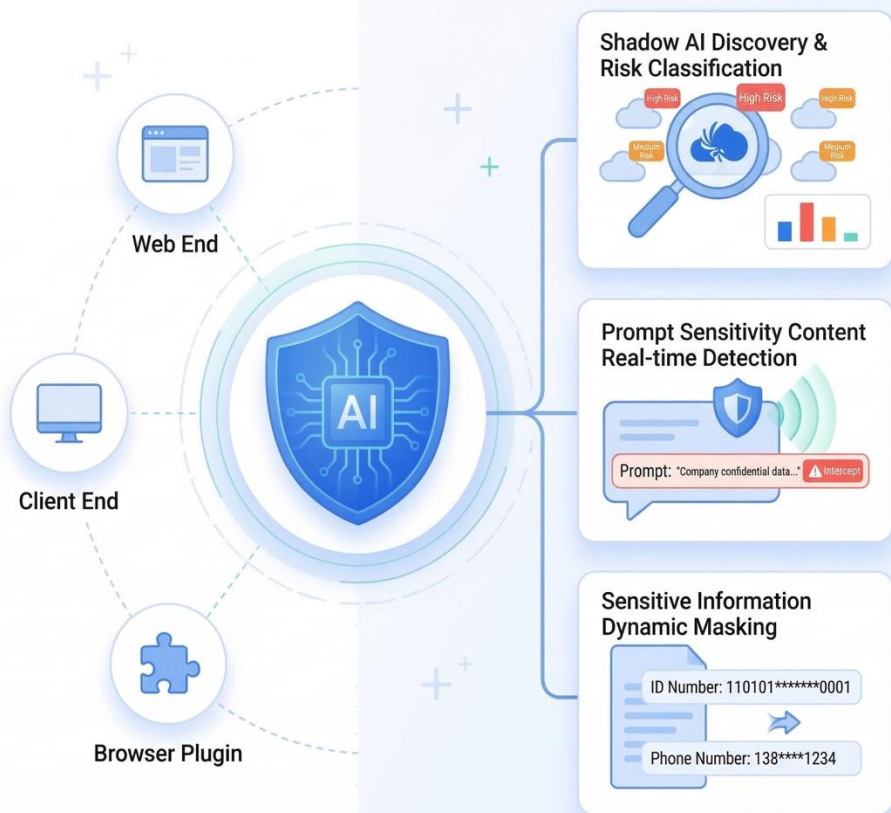 Web End
Client End
Browser Plugin
AI
Shadow AI Discovery &
Risk Classification
High Risk
High Risk
High Risk
Medium
Risk
Medium
Risk
Prompt Sensitivity Content
Real-time Detection
Prompt: "Company confidential data..." Intercept
Sensitive Information
Dynamic Masking
ID Number: 110101*******0001
Phone Number: 138****1234